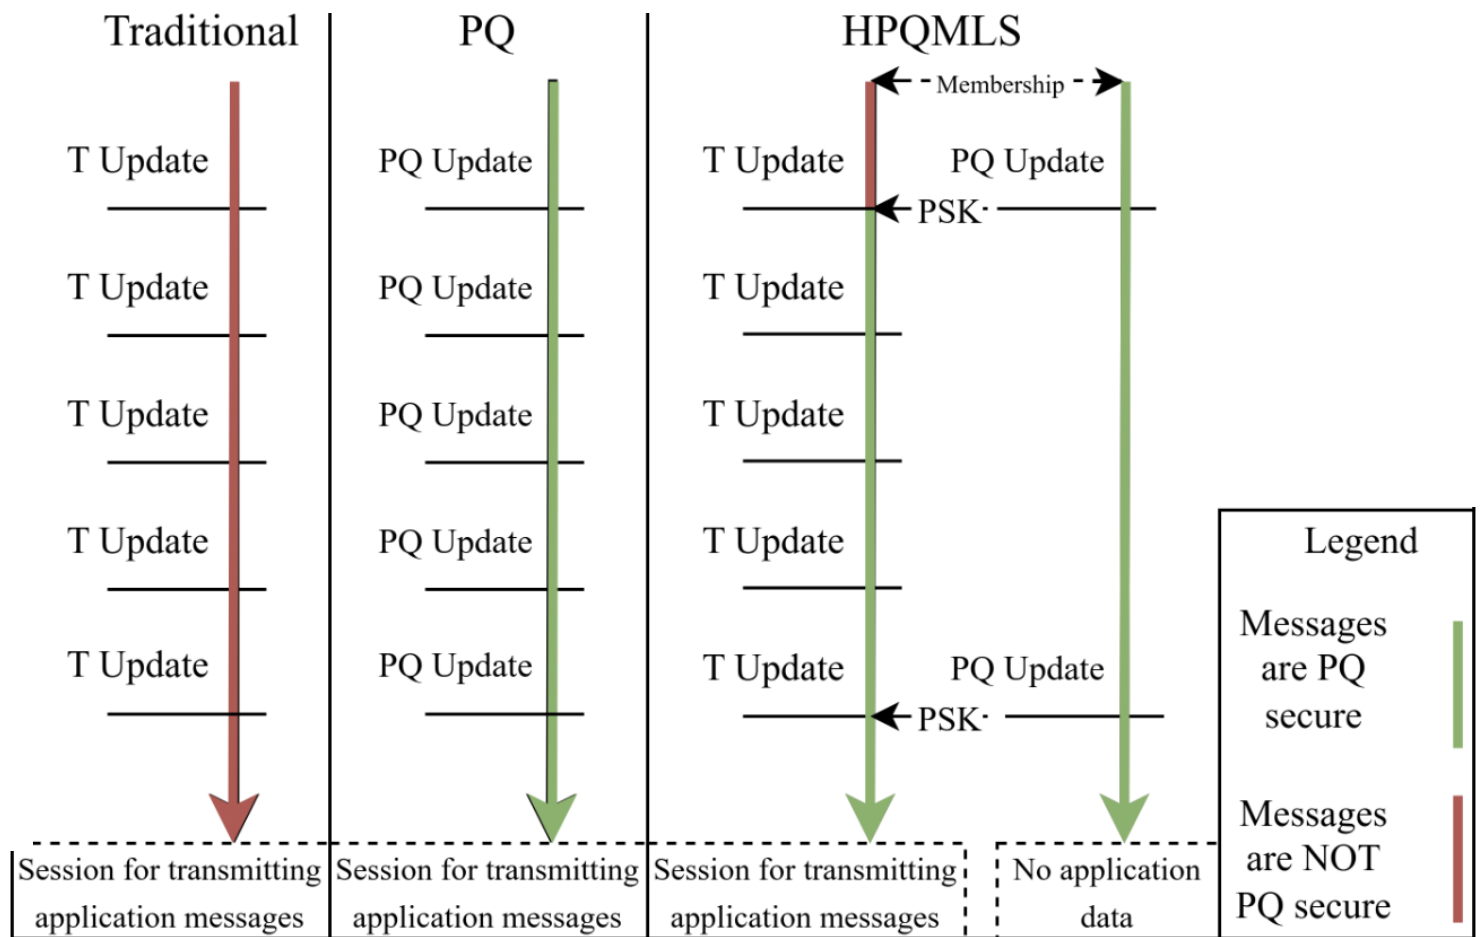 Traditional
PQ
HPQMLS
Membership
T Update
PQ Update
T Update
PQ Update
PSK
T Update
PQ Update
T Update
T Update
PQ Update
T Update
T Update
PQ Update
T Update
T Update
PQ Update
T Update
PQ Update
PSK
Session for transmitting
application messages
Session for transmitting
application messages
Session for transmitting
application messages
No application
data
Legend
Messages
are PQ
secure
Messages
are NOT
PQ secure